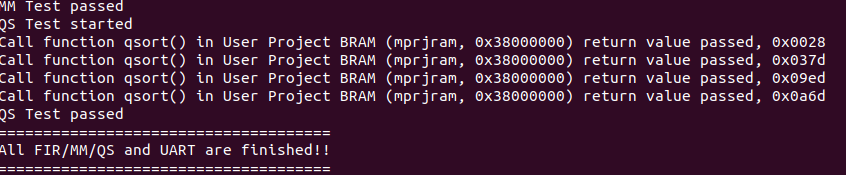 MM Test passed
QS Test started
Call function qsort() in User Project BRAM (mprjram, 0x38000000) return value passed, 0x0028
Call function qsort() in User Project BRAM (mprjram, 0x38000000) return value passed, 0x037d
Call function qsort() in User Project BRAM (mprjram, 0x38000000) return value passed, 0x09ed
Call function qsort() in User Project BRAM (mprjram, 0x38000000) return value passed, 0x0a6d
QS Test passed
===================================
All FIR/MM/QS and UART are finished!!
===================================